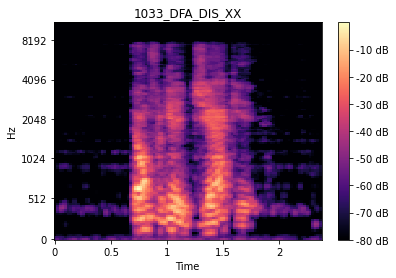 1033_DFA_DIS_XX
8192
4096
2048
1024
512
0
Hz
0
0.5
1
1.5
2
Time
-10 dB
-20 dB
-30 dB
-40 dB
-50 dB
-60 dB
-70 dB
-80 dB